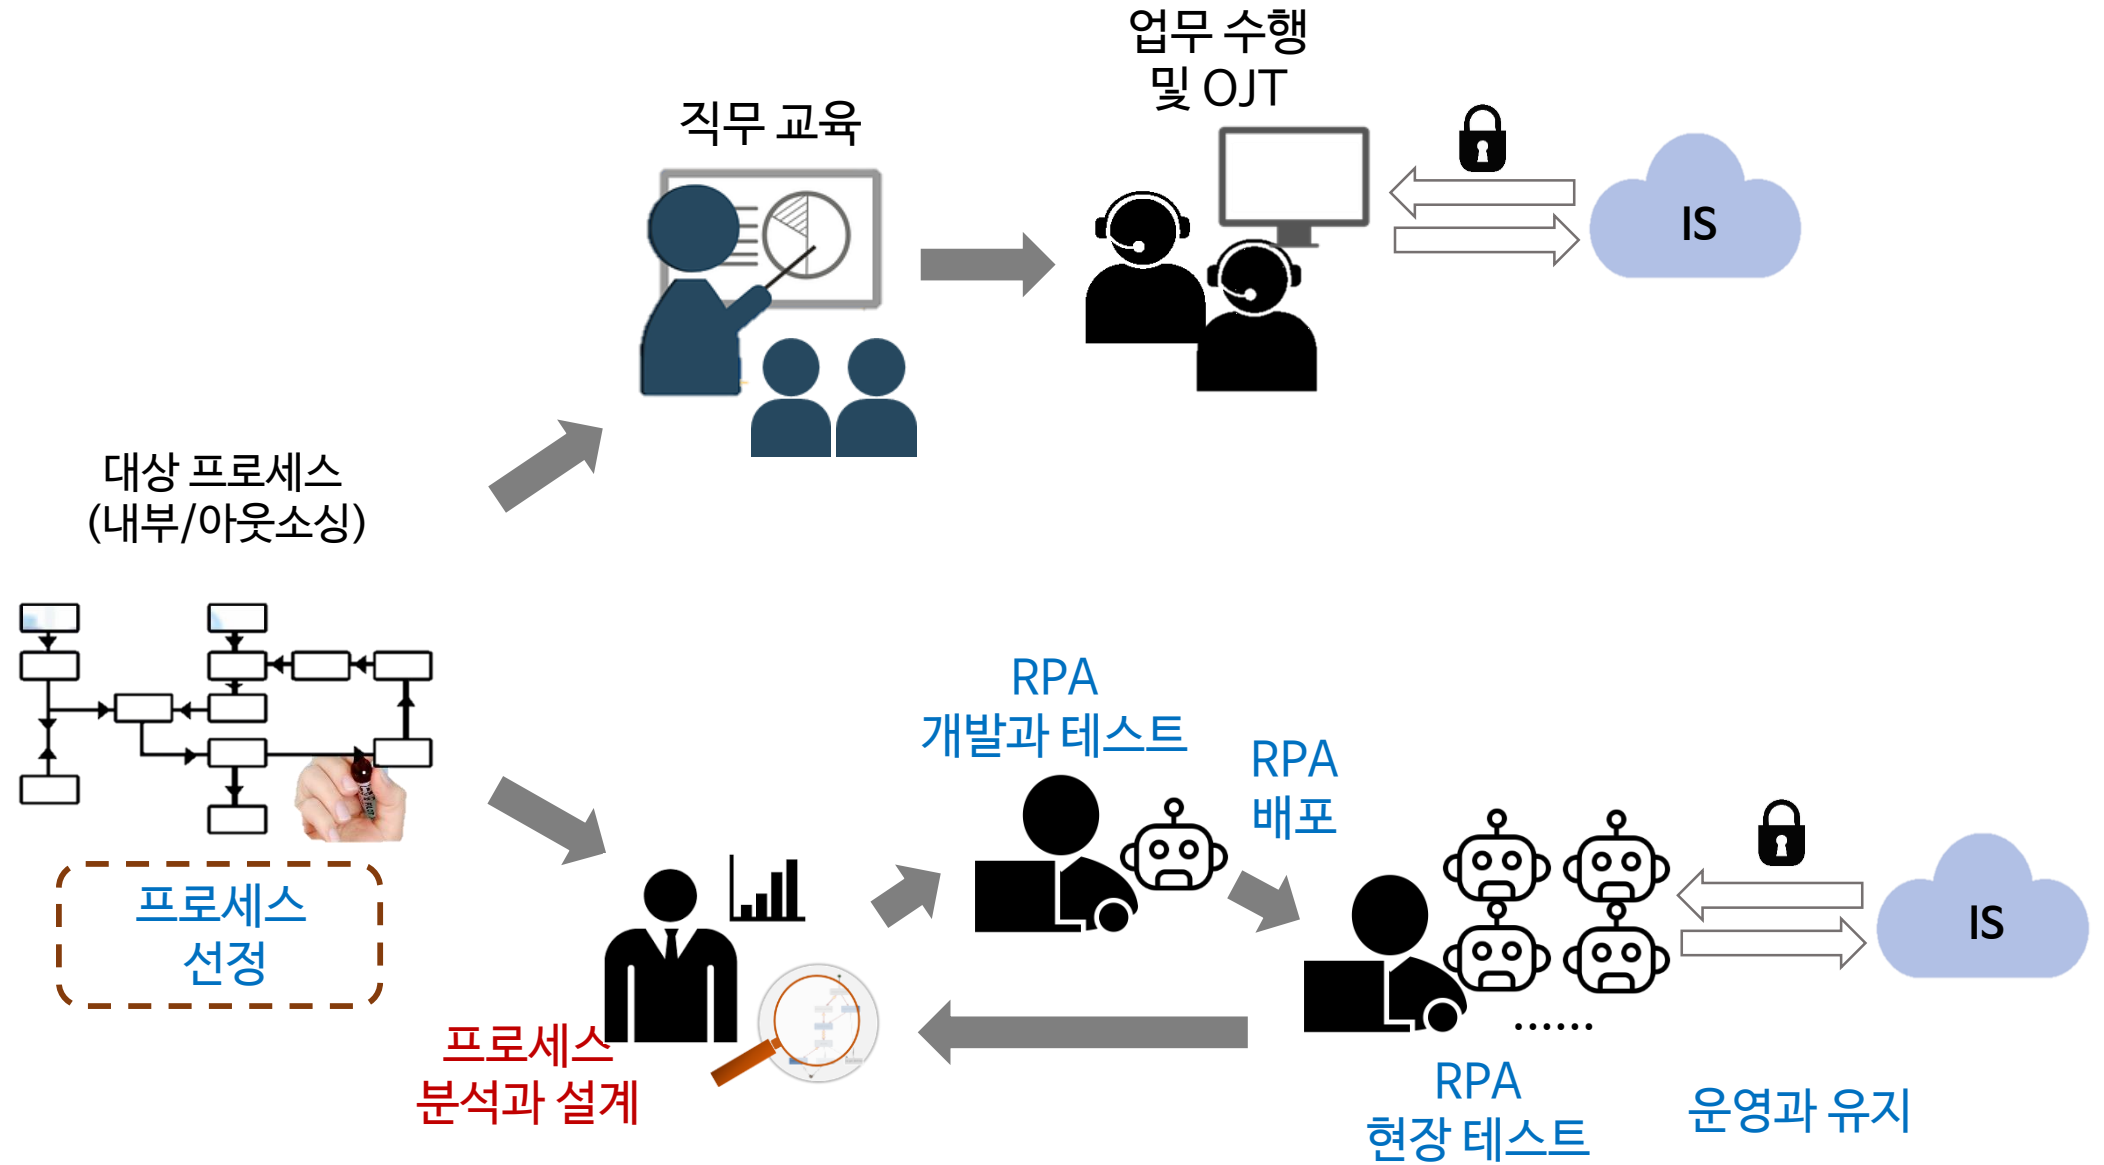 업무 수행
및 OJT
직무 교육
IS
대상 프로세스
(내부/아웃소싱)
프로세스
선정
RPA
개발과 테스트
RPA
배포
IS
프로세스
분석과 설계
......
RPA
현장 테스트
운영과 유지